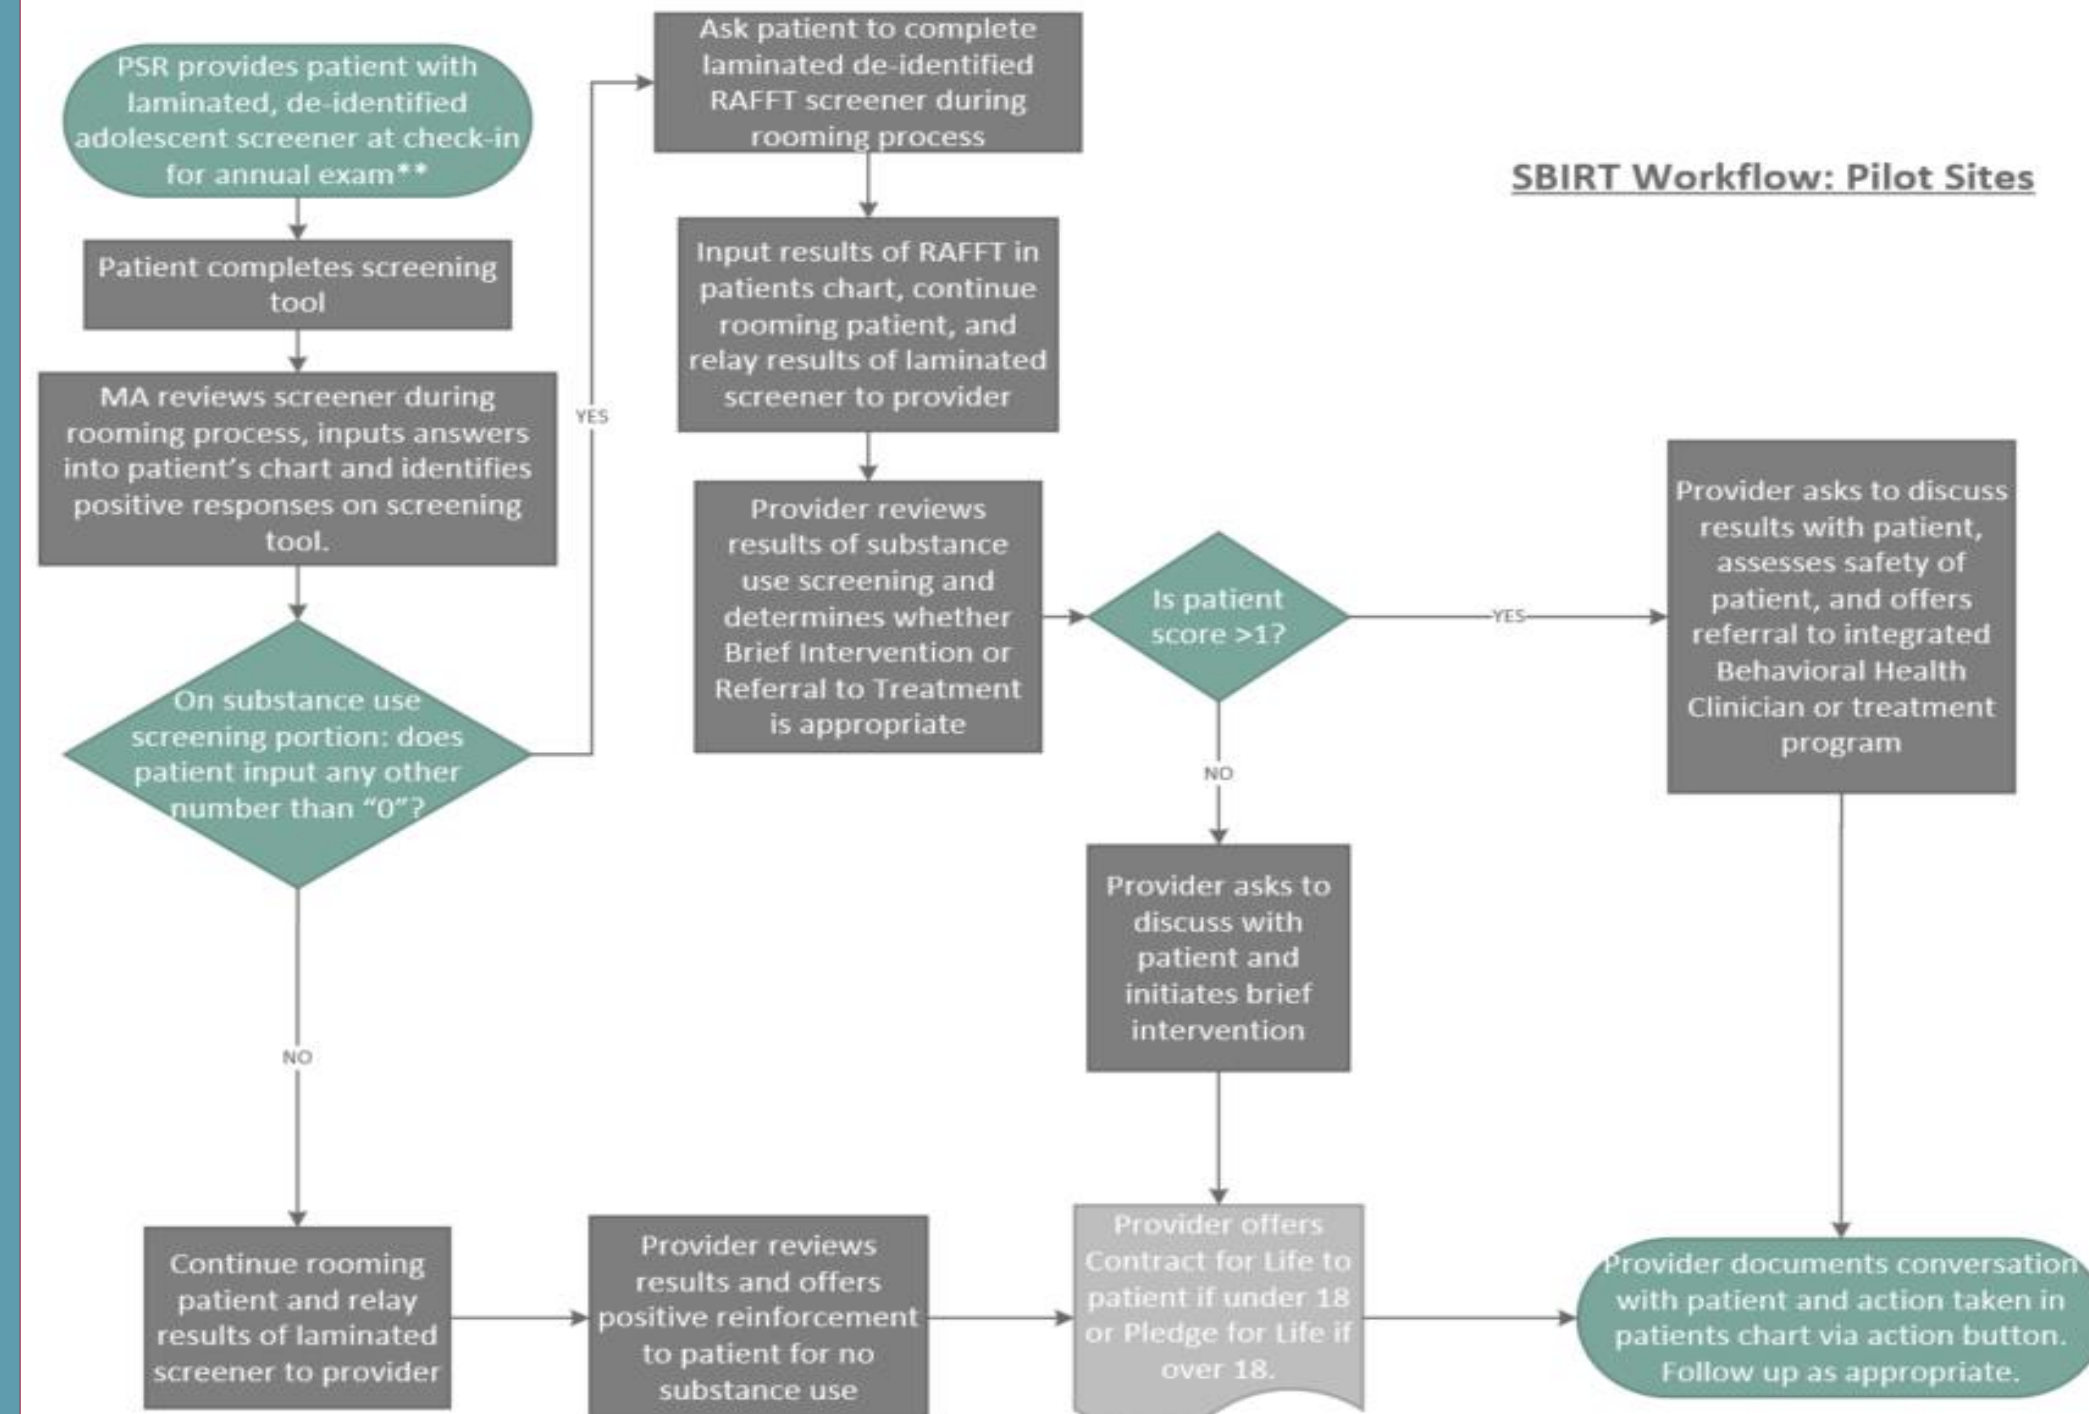 PSR provides patient with
laminated, de-identified
adolescent screener at check-in
for annual exam**
Patient completes screening
tool
MA reviews screener during
rooming process, inputs answers
into patient's chart and identifies
positive responses on screening
tool.
On substance use
screening portion: does
patient input any other
number than “0”?
YES
NO
Ask patient to complete
laminated de-identified
RAFFT screener during
rooming process
Input results of RAFFT in
patients chart, continue
rooming patient, and
relay results of laminated
screener to provider
Provider reviews
results of substance
use screening and
determines whether
Brief Intervention or
Referral to Treatment
is appropriate
SBIRT Workflow: Pilot Sites
Is patient
score >1?
YES
NO
Provider asks to discuss
results with patient,
assesses safety of
patient, and offers
referral to integrated
Behavioral Health
Clinician or treatment
program
Provider asks to
discuss with
patient and
initiates brief
intervention
Continue rooming
patient and relay
results of laminated
screener to provider
Provider reviews
results and offers
positive reinforcement
to patient for no
substance use
Provider offers
Contract for Life to
patient if under 18
or Pledge for Life if
over 18.
Provider documents conversation
with patient and action taken in
patients chart via action button.
Follow up as appropriate.